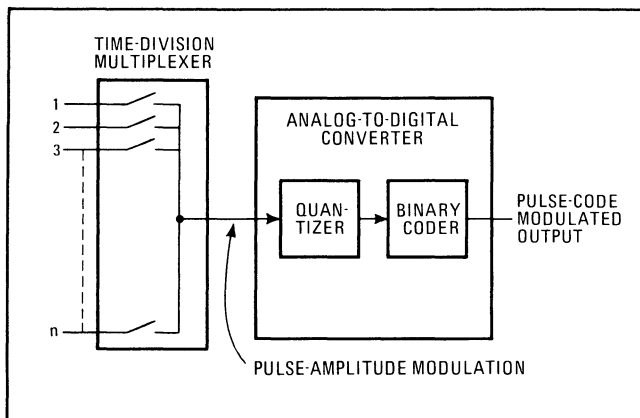 TIME-DIVISION
MULTIPLEXER
1
2
3
n
ANALOG-TO-DIGITAL
CONVERTER
QUAN-
TIZER
BINARY
CODER
PULSE-CODE
MODULATED
OUTPUT
PULSE-AMPLITUDE MODULATION